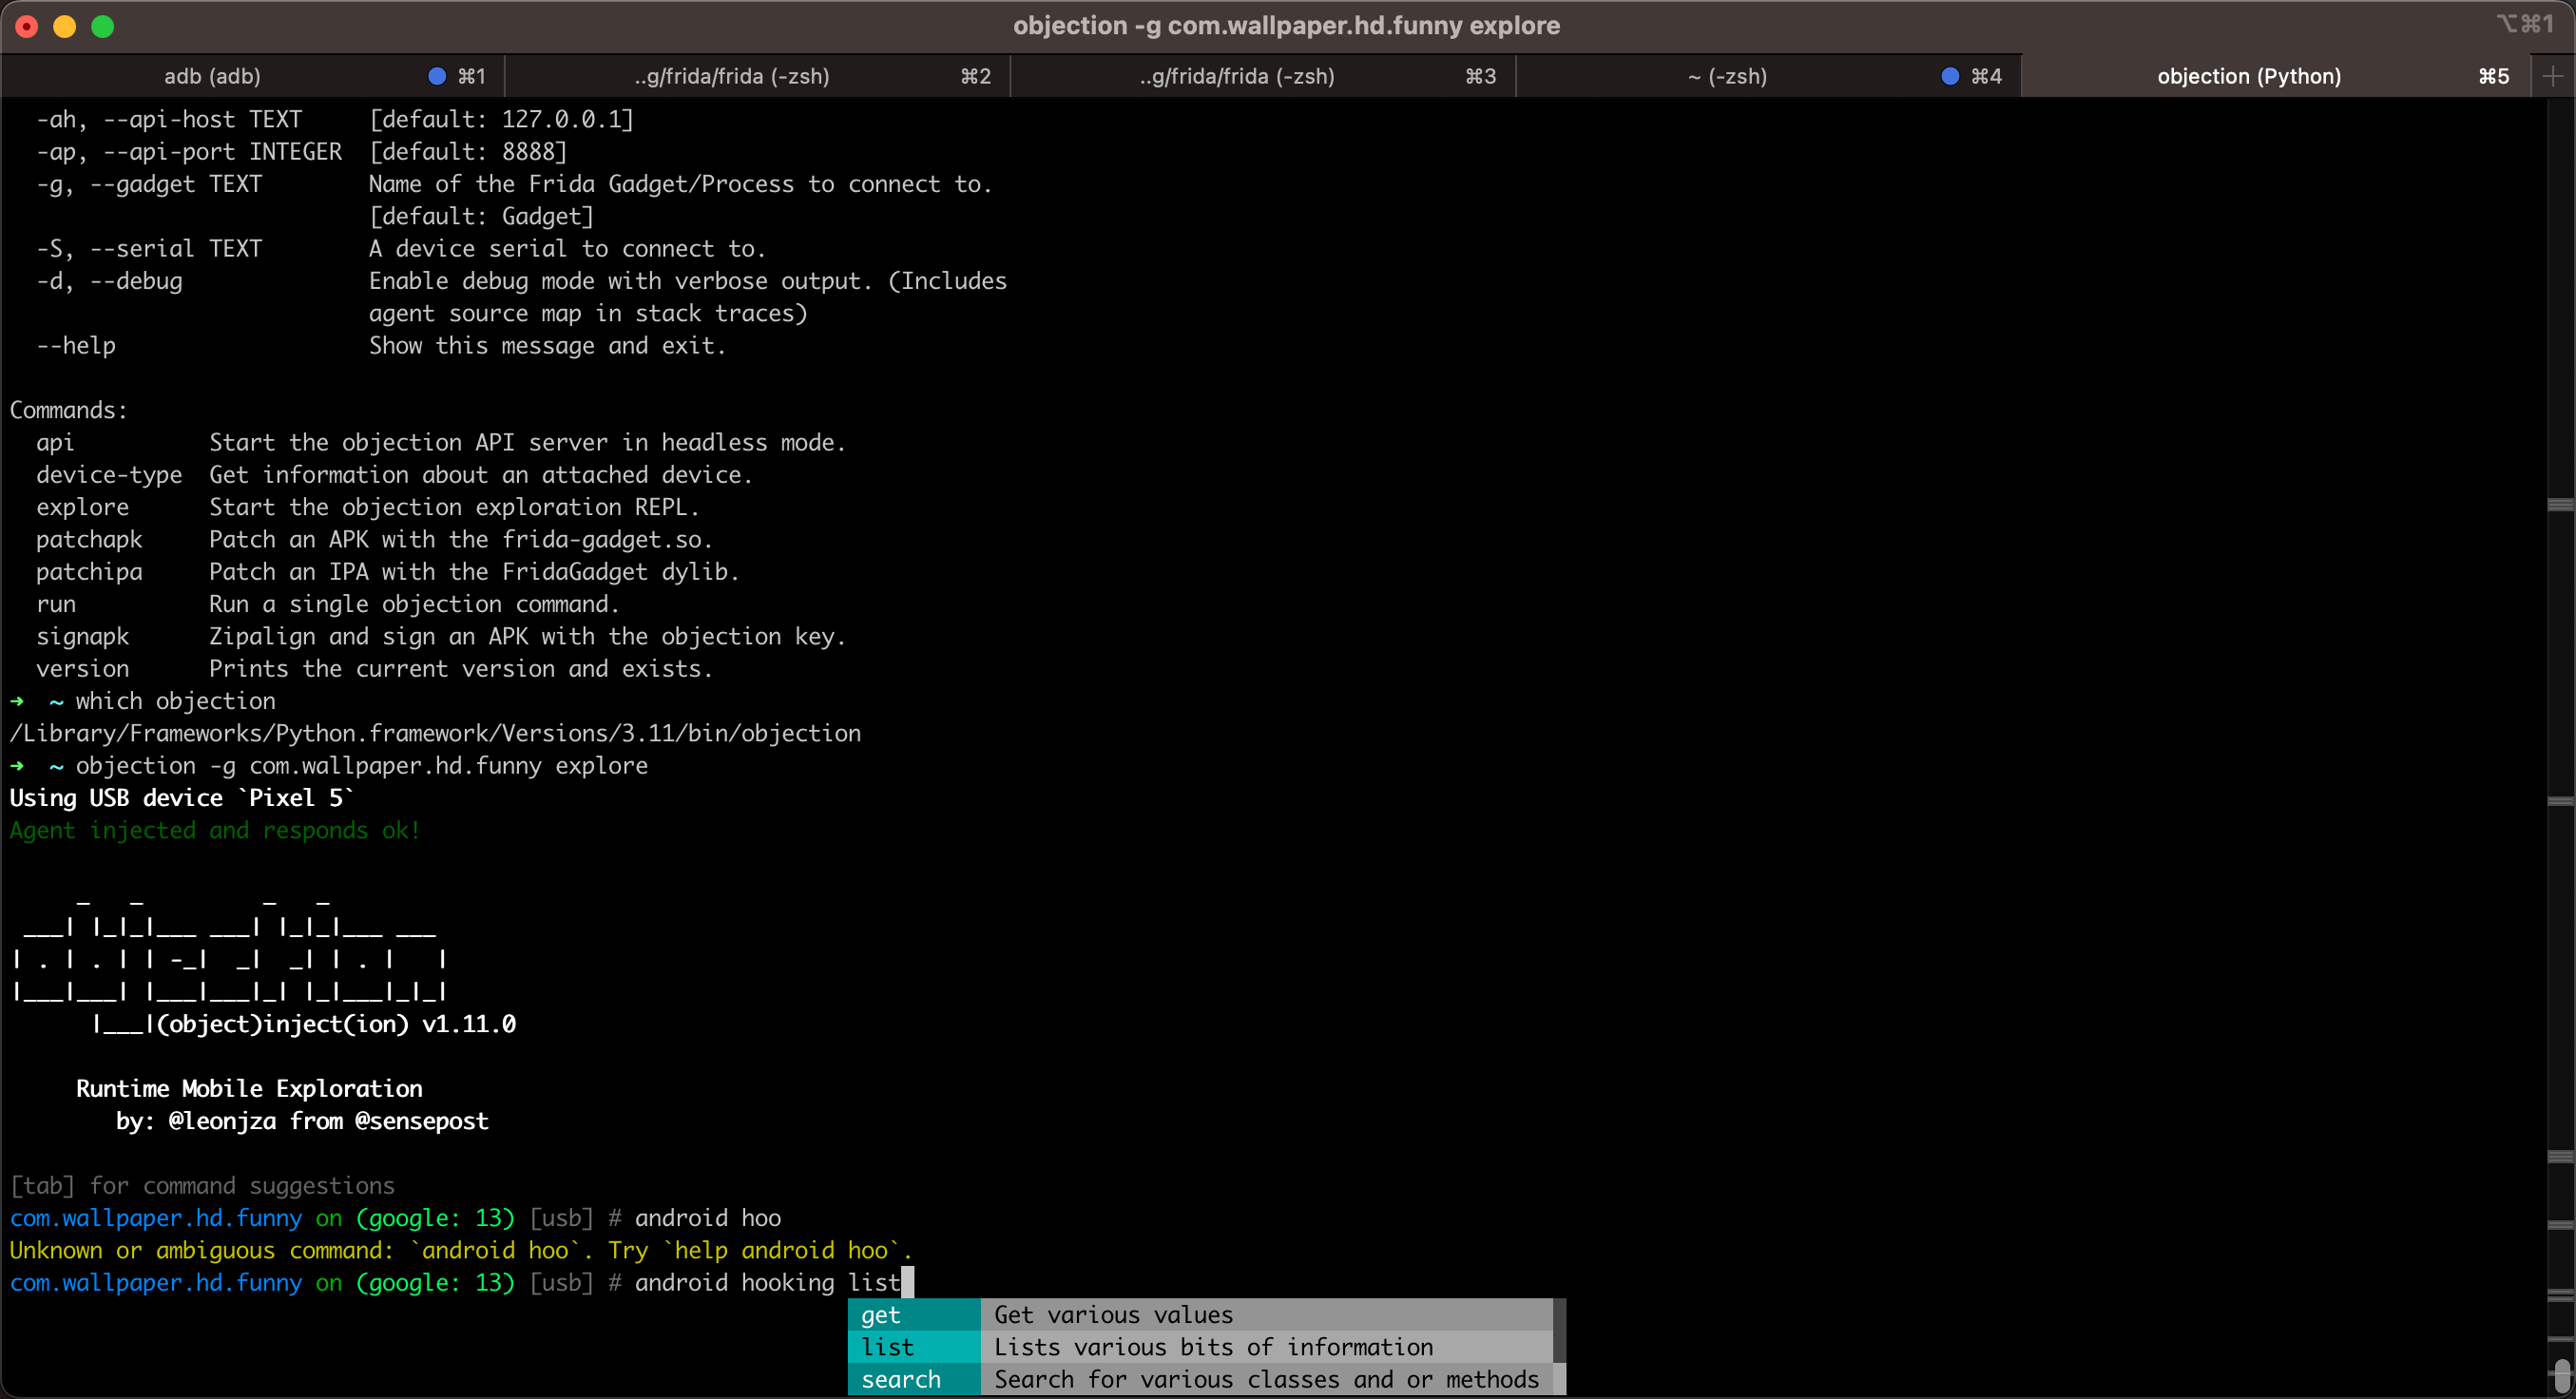 objection -g com.wallpaper.hd.funny explore
⌥⌘1
adb (adb) ⌘1 ..g/frida/frida (-zsh) ⌘2 ..g/frida/frida (-zsh) ⌘3 ~ (-zsh) ⌘4 objection (Python) ⌘5
-ah, --api-host TEXT [default: 127.0.0.1]
-ap, --api-port INTEGER [default: 8888]
-g, --gadget TEXT Name of the Frida Gadget/Process to connect to.
[default: Gadget]
-S, --serial TEXT A device serial to connect to.
-d, --debug Enable debug mode with verbose output. (Includes
agent source map in stack traces)
--help Show this message and exit.
Commands:
api Start the objection API server in headless mode.
device-type Get information about an attached device.
explore Start the objection exploration REPL.
patchapk Patch an APK with the frida-gadget.so.
patchipa Patch an IPA with the FridaGadget dylib.
run Run a single objection command.
signapk Zipalign and sign an APK with the objection key.
version Prints the current version and exists.
➜ ~ which objection
/Library/Frameworks/Python.framework/Versions/3.11/bin/objection
➜ ~ objection -g com.wallpaper.hd.funny explore
Using USB device `Pixel 5`
Agent injected and responds ok!
     _   _         _   _
 ___| |_|_|___ ___| |_|_|___ ___
| . | . | | -_|  _|  _| | . |   |
|___|___| |___|___|_| |_|___|_|_|
      |___|(object)inject(ion) v1.11.0
Runtime Mobile Exploration
by: @leonjza from @sensepost
[tab] for command suggestions
com.wallpaper.hd.funny on (google: 13) [usb] # android hoo
Unknown or ambiguous command: `android hoo`. Try `help android hoo`.
com.wallpaper.hd.funny on (google: 13) [usb] # android hooking list
get Get various values
list Lists various bits of information
search Search for various classes and or methods